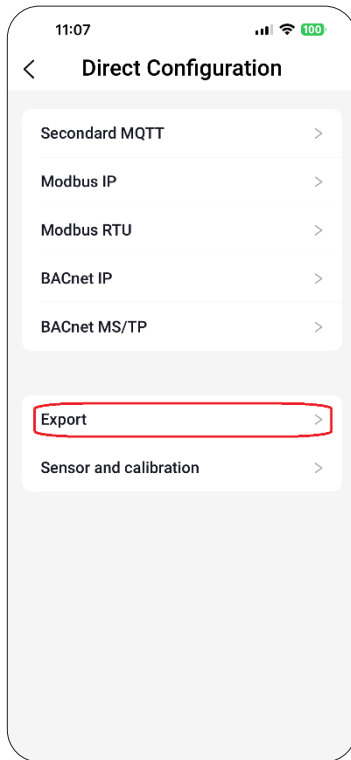 11:07
100
Direct Configuration
Secondard MQTT
Modbus IP
Modbus RTU
BACnet IP
BACnet MS/TP
Export
Sensor and calibration